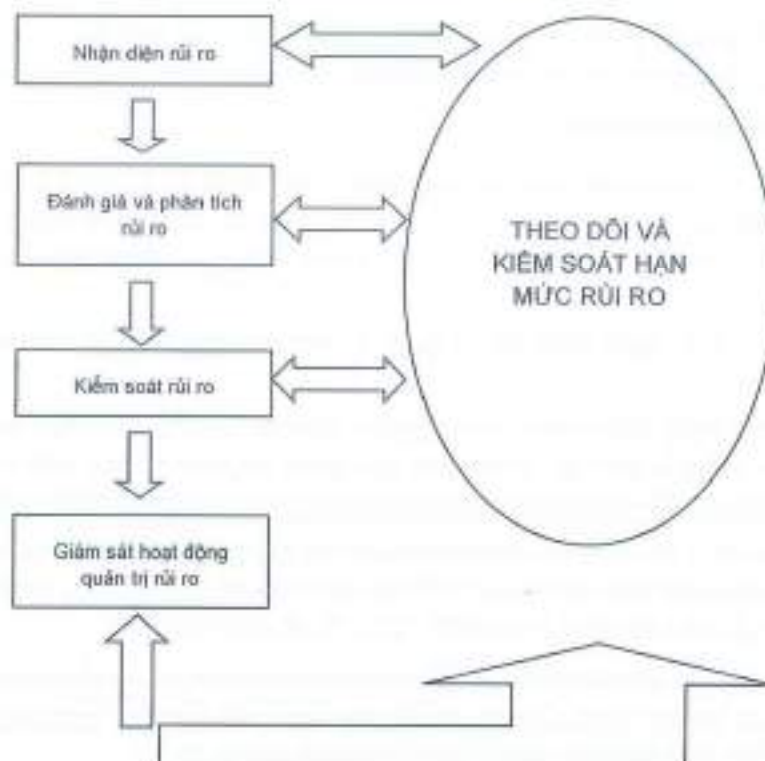 Nhận diện rủi ro
Đánh giá và phân tích
rủi ro
THEO DÕI VÀ
KIỂM SOÁT HẠN
MỨC RỦI RO
Kiểm soát rủi ro
Giám sát hoạt động
quản trị rủi ro